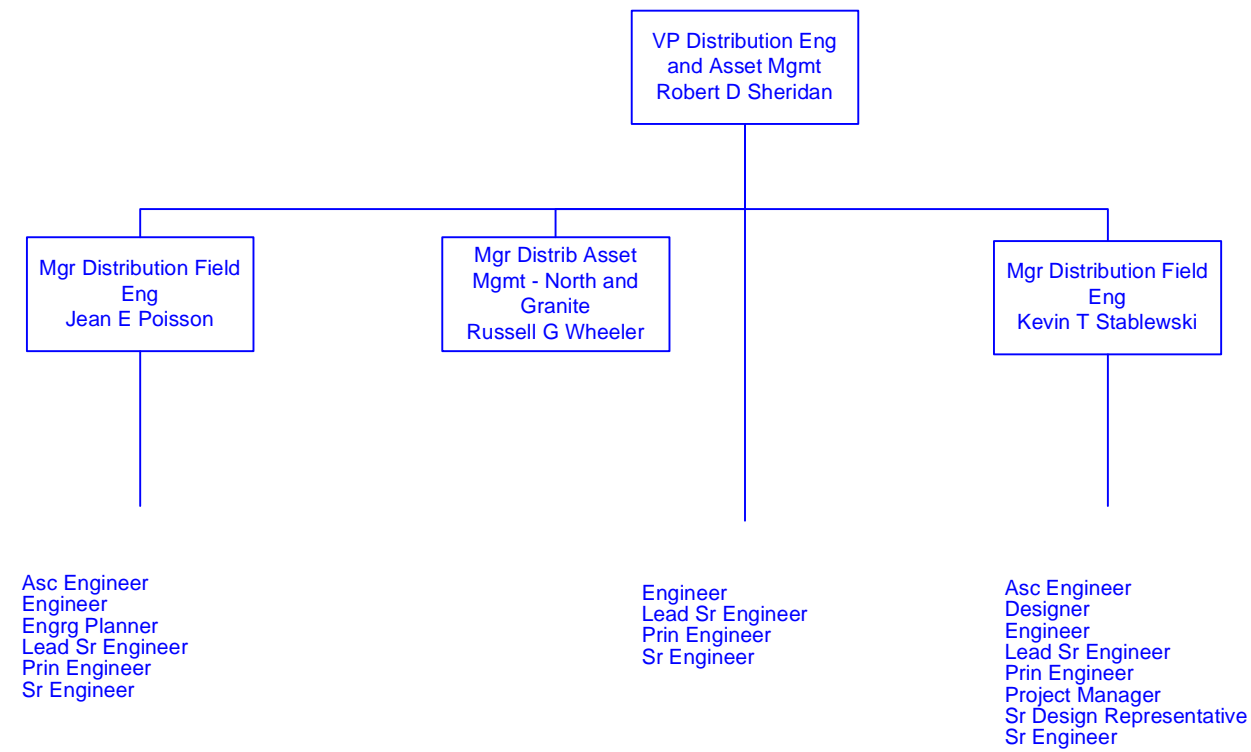 VP Distribution Eng
and Asset Mgmt
Robert D Sheridan
Mgr Distribution Field
Eng
Jean E Poisson
Mgr Distrib Asset
Mgmt - North and
Granite
Russell G Wheeler
Mgr Distribution Field
Eng
Kevin T Stablewski
Asc Engineer
Engineer
Engrg Planner
Lead Sr Engineer
Prin Engineer
Sr Engineer
Engineer
Lead Sr Engineer
Prin Engineer
Sr Engineer
Asc Engineer
Designer
Engineer
Lead Sr Engineer
Prin Engineer
Project Manager
Sr Design Representative
Sr Engineer